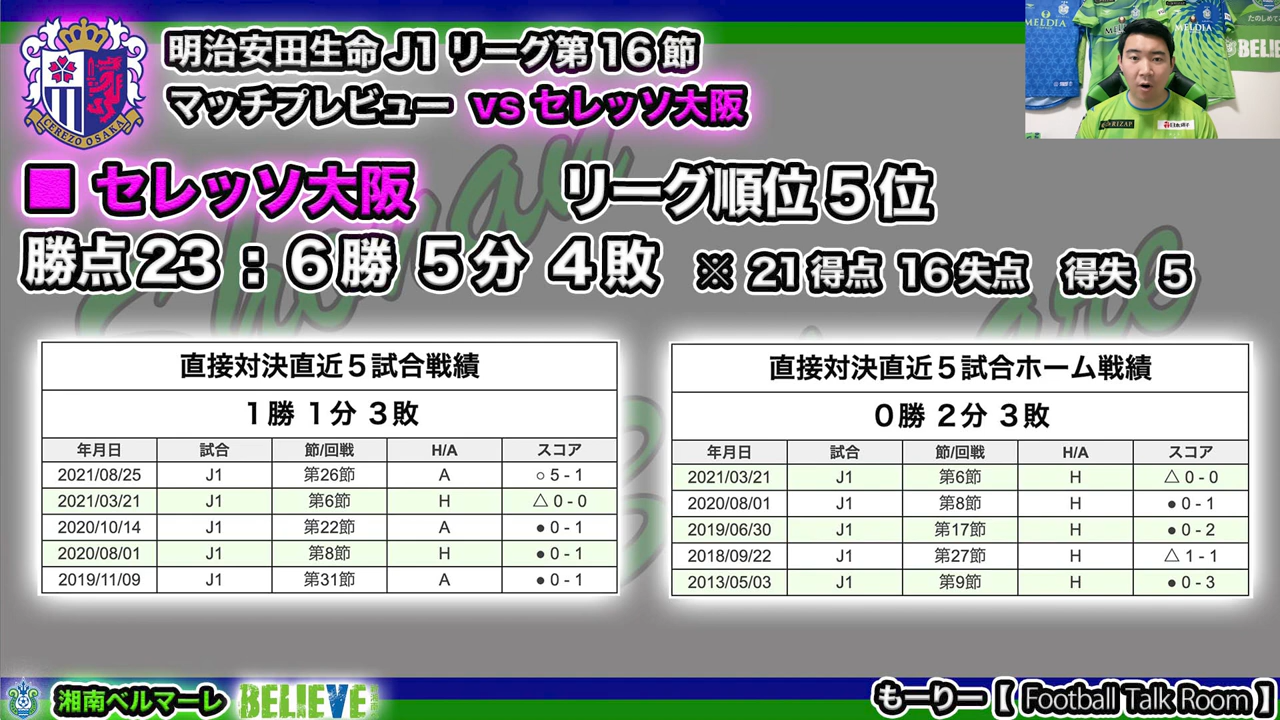 明治安田生命J1リーグ第16節
マッチプレビュー vs セレッソ大阪
CEREZO OSAKA
MELDIA
MELDIA
BELIEVE
RIZAP
■ セレッソ大阪 リーグ順位5位
勝点23：6勝 5分 4敗 ※ 21得点 16失点 得失 5
直接対決直近5試合戦績
1勝 1分 3敗
年月日 試合 節/回戦 H/A スコア
2021/08/25 J1 第26節 A ○ 5 - 1
2021/03/21 J1 第6節 H △ 0 - 0
2020/10/14 J1 第22節 A ● 0 - 1
2020/08/01 J1 第8節 H ● 0 - 1
2019/11/09 J1 第31節 A ● 0 - 1
直接対決直近5試合ホーム戦績
0勝 2分 3敗
年月日 試合 節/回戦 H/A スコア
2021/03/21 J1 第6節 H △ 0 - 0
2020/08/01 J1 第8節 H ● 0 - 1
2019/06/30 J1 第17節 H ● 0 - 2
2018/09/22 J1 第27節 H △ 1 - 1
2013/05/03 J1 第9節 H ● 0 - 3
湘南ベルマーレ BELIEVE
もーりー【 Football Talk Room 】